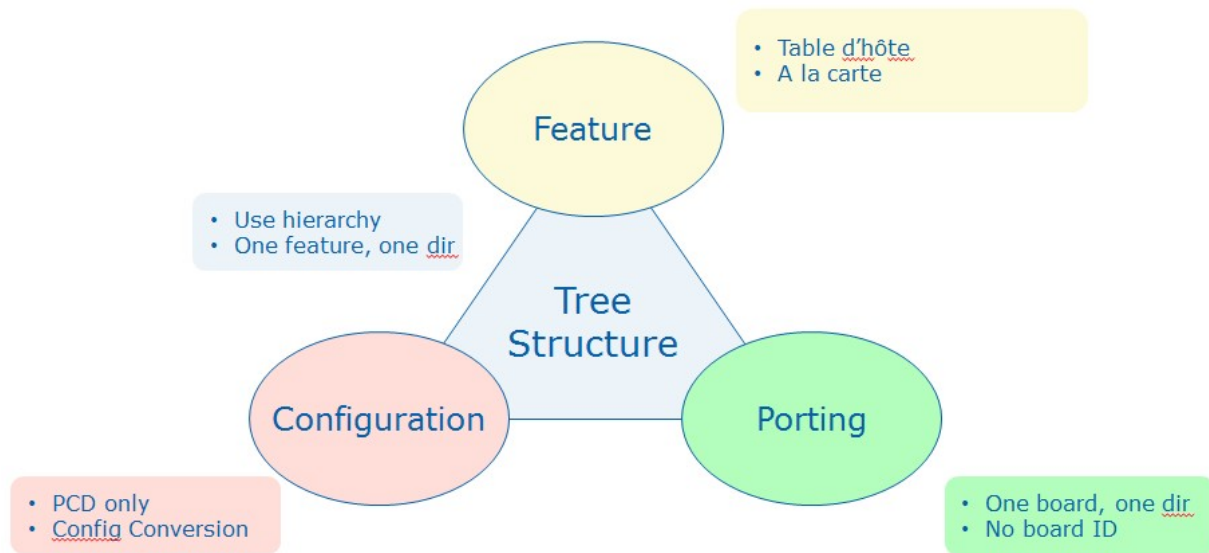 • Table d’hôte
• A la carte
Feature
• Use hierarchy
• One feature, one dir
Tree
Structure
Configuration
Porting
• PCD only
• Config Conversion
• One board, one dir
• No board ID